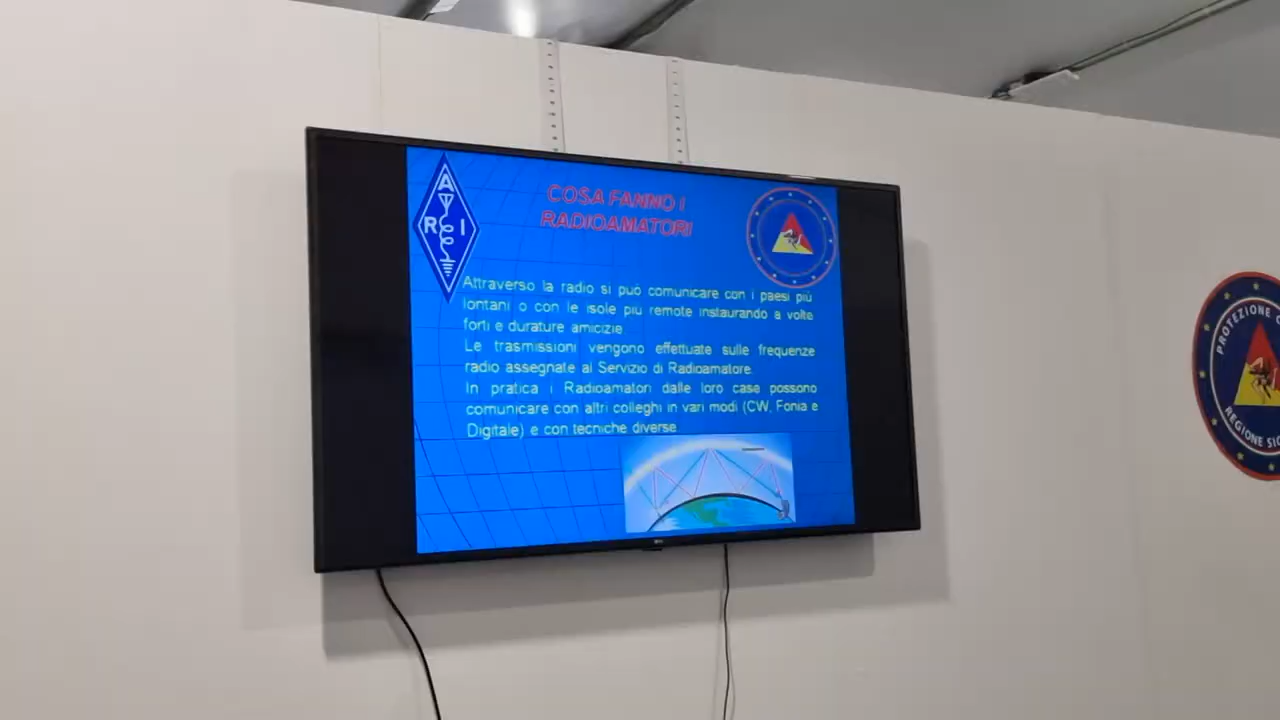 A
R I
COSA FANNO I
RADIOAMATORI
Attraverso la radio si può comunicare con i paesi più
lontani o con le isole più remote instaurando a volte
forti e durature amicizie
Le trasmissioni vengono effettuate sulle frequenze
radio assegnate al Servizio di Radioamatore.
In pratica i Radioamatori dalle loro case possono
comunicare con altri colleghi in vari modi (CW, Fonia e
Digitale) e con tecniche diverse
PROTEZIONE
REGIONE